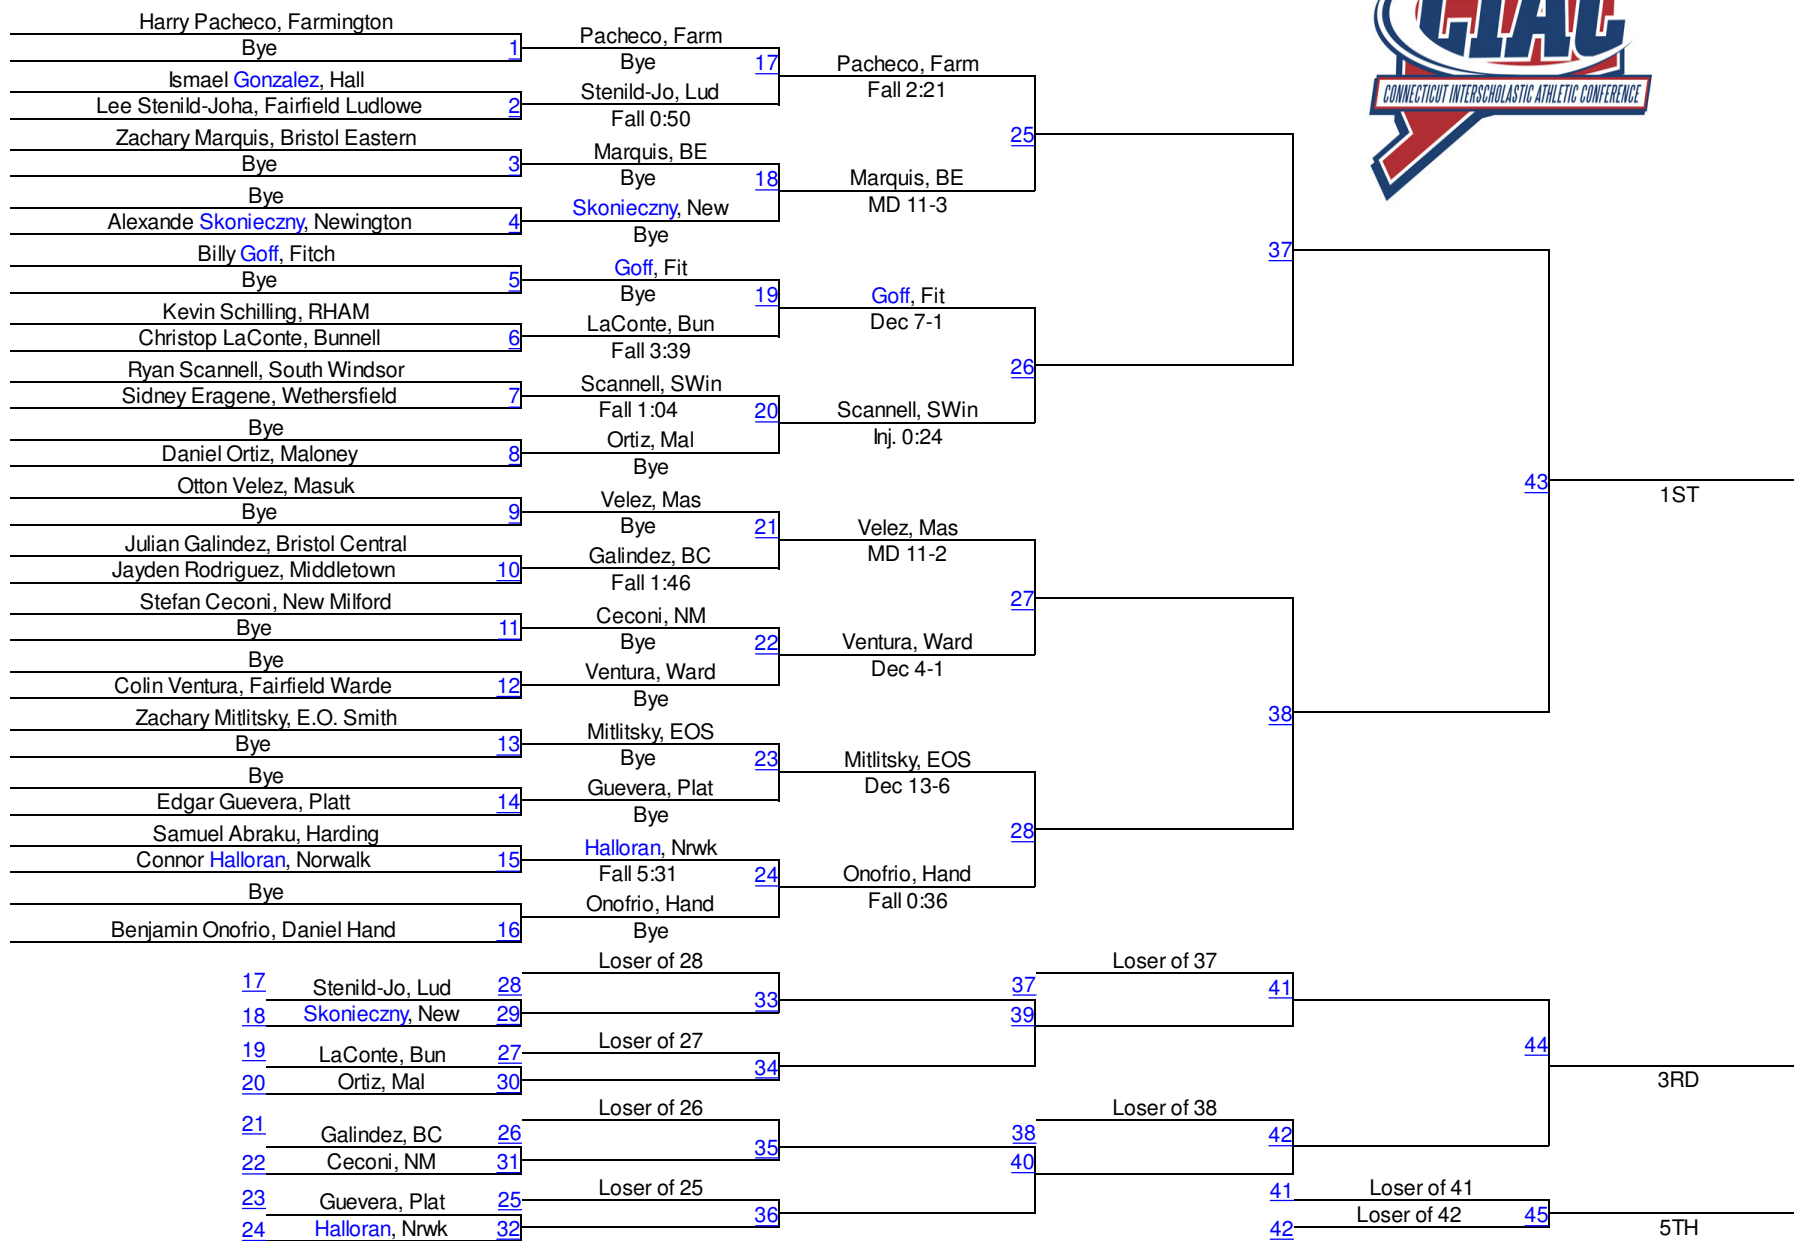 CIAC
CONNECTICUT INTERSCHOLASTIC ATHLETIC CONFERENCE
Harry Pacheco, Farmington
Bye
1
Ismael Gonzalez, Hall
Lee Stenild-Joha, Fairfield Ludlowe
2
Zachary Marquis, Bristol Eastern
Bye
3
Bye
Alexande Skonieczny, Newington
4
Billy Goff, Fitch
Bye
5
Kevin Schilling, RHAM
Christop LaConte, Bunnell
6
Ryan Scannell, South Windsor
Sidney Eragene, Wethersfield
7
Bye
Daniel Ortiz, Maloney
8
Otton Velez, Masuk
Bye
9
Julian Galindez, Bristol Central
Jayden Rodriguez, Middletown
10
Stefan Ceconi, New Milford
Bye
11
Bye
Colin Ventura, Fairfield Warde
12
Zachary Mitlitsky, E.O. Smith
Bye
13
Bye
Edgar Guevera, Platt
14
Samuel Abraku, Harding
Connor Halloran, Norwalk
15
Bye
Benjamin Onofrio, Daniel Hand
16
Pacheco, Farm
Bye
17
Stenild-Jo, Lud
Fall 0:50
Marquis, BE
Bye
18
Skonieczny, New
Bye
Goff, Fit
Bye
19
LaConte, Bun
Fall 3:39
Scannell, SWin
Fall 1:04
20
Ortiz, Mal
Bye
Velez, Mas
Bye
21
Galindez, BC
Fall 1:46
Ceconi, NM
Bye
22
Ventura, Ward
Bye
Mitlitsky, EOS
Bye
23
Guevera, Plat
Bye
Halloran, Nrwk
Fall 5:31
24
Onofrio, Hand
Bye
Pacheco, Farm
Fall 2:21
25
Marquis, BE
MD 11-3
Goff, Fit
Dec 7-1
26
Scannell, SWin
Inj. 0:24
Velez, Mas
MD 11-2
27
Ventura, Ward
Dec 4-1
Mitlitsky, EOS
Dec 13-6
28
Onofrio, Hand
Fall 0:36
37
38
43
1ST
17
Stenild-Jo, Lud
28
18
Skonieczny, New
29
19
LaConte, Bun
27
20
Ortiz, Mal
30
21
Galindez, BC
26
22
Ceconi, NM
31
23
Guevera, Plat
25
24
Halloran, Nrwk
32
Loser of 28
33
Loser of 27
34
Loser of 26
35
Loser of 25
36
37
39
38
40
Loser of 37
41
Loser of 38
42
44
3RD
41
Loser of 41
42
Loser of 42
45
5TH